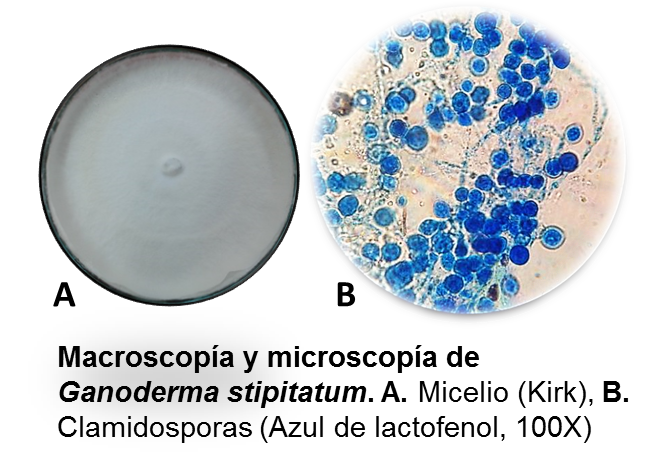 A
B
Macroscopía y microscopía de
Ganoderma stipitatum. A. Micelio (Kirk), B.
Clamidosporas (Azul de lactofenol, 100X)